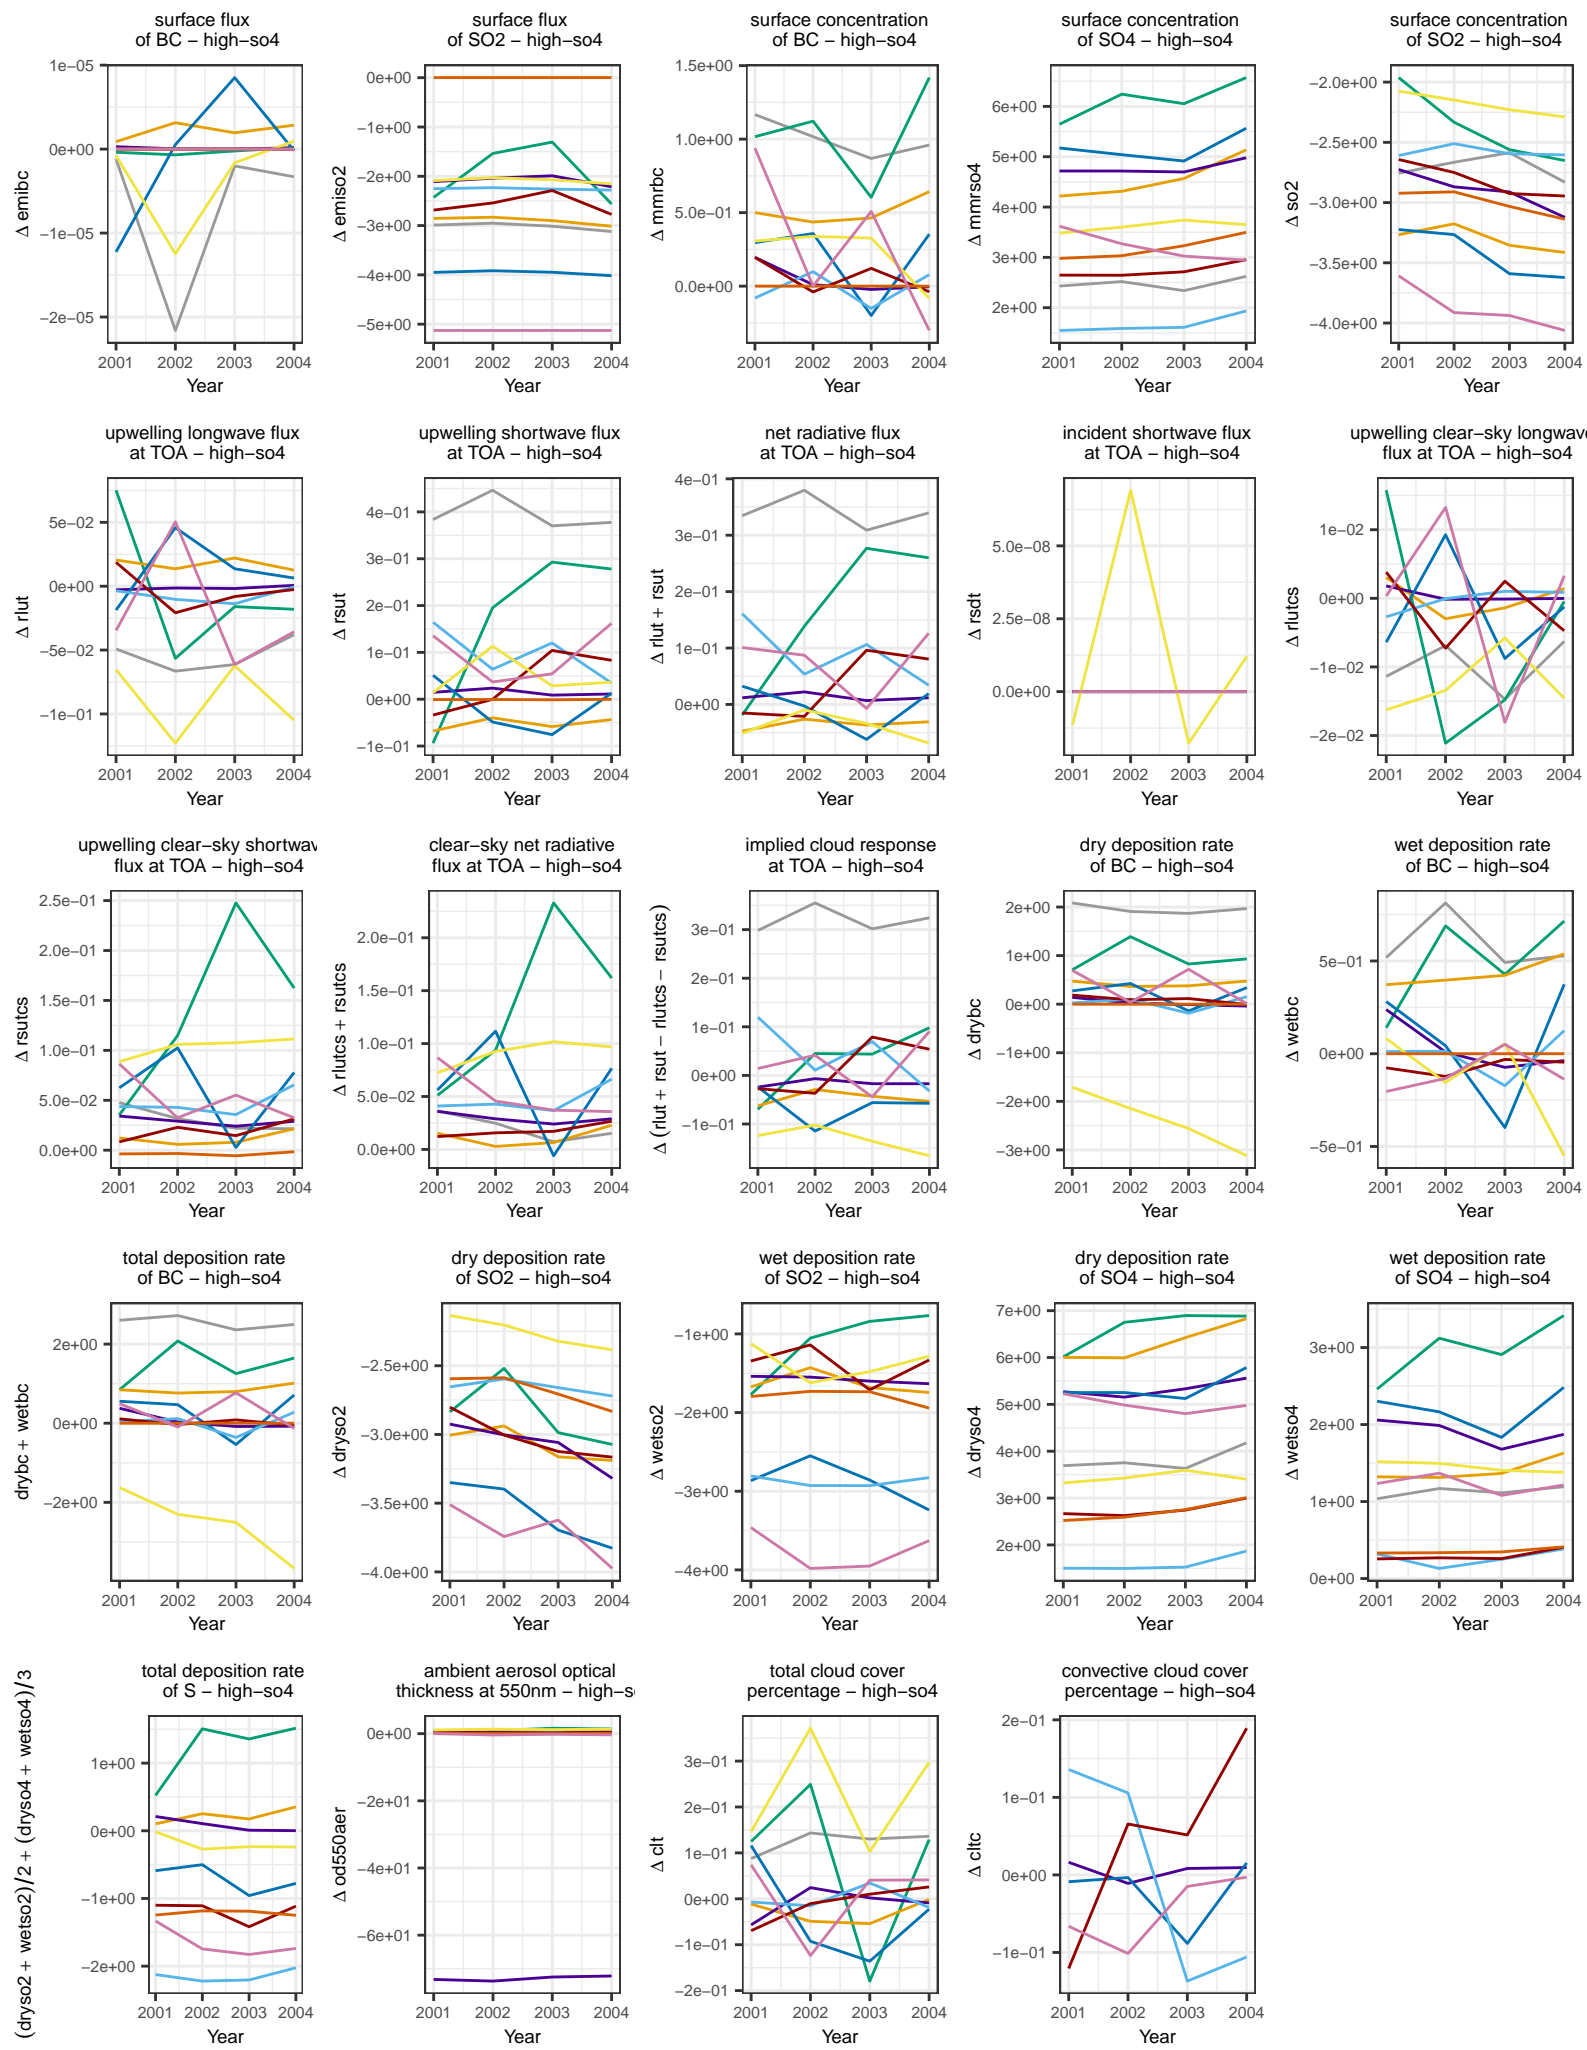 surface flux
of BC − high−so4
1e−05
0e+00
−1e−05
−2e−05
Δ emibc
2001 2002 2003 2004
Year
surface flux
of SO2 − high−so4
0e+00
−1e+00
−2e+00
−3e+00
−4e+00
−5e+00
Δ emiso2
2001 2002 2003 2004
Year
surface concentration
of BC − high−so4
1.5e+00
1.0e+00
5.0e−01
0.0e+00
Δ mmrbc
2001 2002 2003 2004
Year
surface concentration
of SO4 − high−so4
6e+00
5e+00
4e+00
3e+00
2e+00
Δ mmrso4
2001 2002 2003 2004
Year
surface concentration
of SO2 − high−so4
−2.0e+00
−2.5e+00
−3.0e+00
−3.5e+00
−4.0e+00
Δ so2
2001 2002 2003 2004
Year
upwelling longwave flux
at TOA − high−so4
5e−02
0e+00
−5e−02
−1e−01
Δ rlut
2001 2002 2003 2004
Year
upwelling shortwave flux
at TOA − high−so4
4e−01
3e−01
2e−01
1e−01
0e+00
−1e−01
Δ rsut
2001 2002 2003 2004
Year
net radiative flux
at TOA − high−so4
4e−01
3e−01
2e−01
1e−01
0e+00
Δ rlut + rsut
2001 2002 2003 2004
Year
incident shortwave flux
at TOA − high−so4
5.0e−08
2.5e−08
0.0e+00
Δ rsdt
2001 2002 2003 2004
Year
upwelling clear−sky longwave
flux at TOA − high−so4
1e−02
0e+00
−1e−02
−2e−02
Δ rlutcs
2001 2002 2003 2004
Year
upwelling clear−sky shortwav
flux at TOA − high−so4
2.5e−01
2.0e−01
1.5e−01
1.0e−01
5.0e−02
0.0e+00
Δ rsutcs
2001 2002 2003 2004
Year
clear−sky net radiative
flux at TOA − high−so4
2.0e−01
1.5e−01
1.0e−01
5.0e−02
0.0e+00
Δ rlutcs + rsutcs
2001 2002 2003 2004
Year
implied cloud response
at TOA − high−so4
3e−01
2e−01
1e−01
0e+00
−1e−01
Δ (rlut + rsut − rlutcs − rsutcs)
2001 2002 2003 2004
Year
dry deposition rate
of BC − high−so4
2e+00
1e+00
0e+00
−1e+00
−2e+00
−3e+00
Δ drybc
2001 2002 2003 2004
Year
wet deposition rate
of BC − high−so4
5e−01
0e+00
−5e−01
Δ wetbc
2001 2002 2003 2004
Year
total deposition rate
of BC − high−so4
2e+00
0e+00
−2e+00
drybc + wetbc
2001 2002 2003 2004
Year
dry deposition rate
of SO2 − high−so4
−2.5e+00
−3.0e+00
−3.5e+00
−4.0e+00
Δ dryso2
2001 2002 2003 2004
Year
wet deposition rate
of SO2 − high−so4
−1e+00
−2e+00
−3e+00
−4e+00
Δ wetso2
2001 2002 2003 2004
Year
dry deposition rate
of SO4 − high−so4
7e+00
6e+00
5e+00
4e+00
3e+00
2e+00
Δ dryso4
2001 2002 2003 2004
Year
wet deposition rate
of SO4 − high−so4
3e+00
2e+00
1e+00
0e+00
Δ wetso4
2001 2002 2003 2004
Year
total deposition rate
of S − high−so4
1e+00
0e+00
−1e+00
−2e+00
(dryso2 + wetso2)/2 + (dryso4 + wetso4)/3
2001 2002 2003 2004
Year
ambient aerosol optical
thickness at 550nm − high−s
0e+00
−2e+01
−4e+01
−6e+01
Δ od550aer
2001 2002 2003 2004
Year
total cloud cover
percentage − high−so4
3e−01
2e−01
1e−01
0e+00
−1e−01
−2e−01
Δ clt
2001 2002 2003 2004
Year
convective cloud cover
percentage − high−so4
2e−01
1e−01
0e+00
−1e−01
Δ cltc
2001 2002 2003 2004
Year